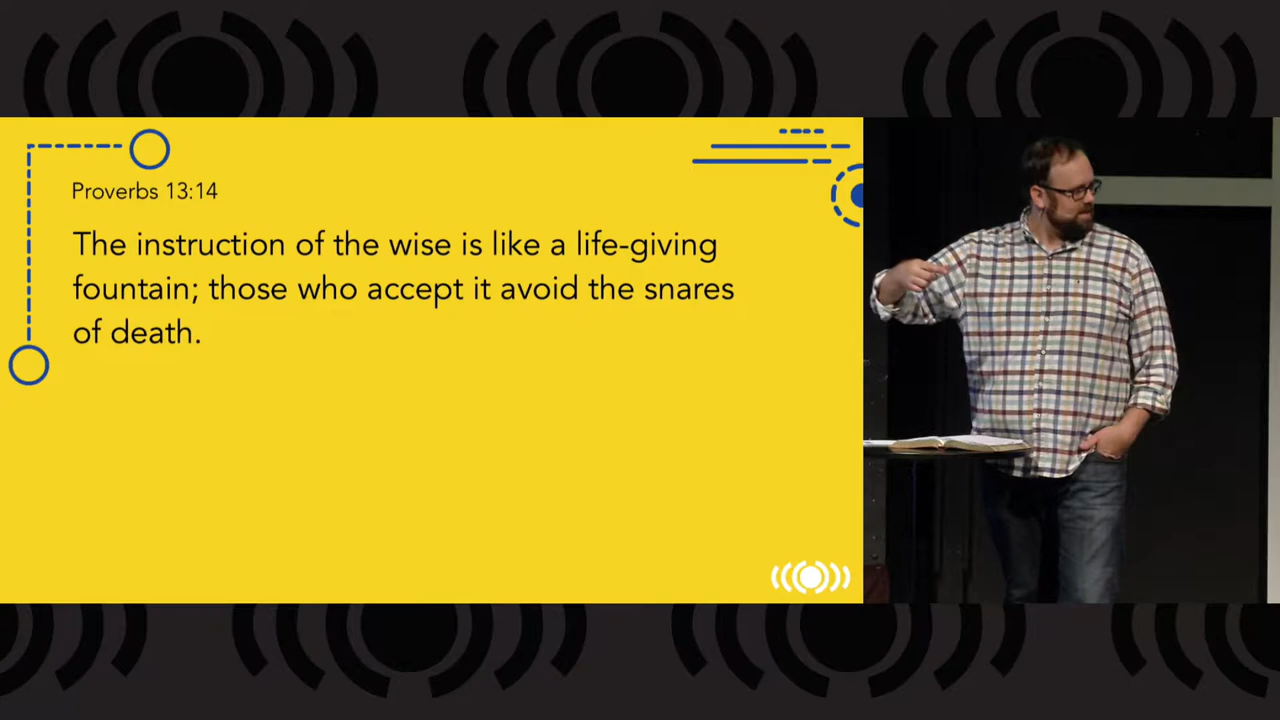 Proverbs 13:14
The instruction of the wise is like a life-giving
fountain; those who accept it avoid the snares
of death.